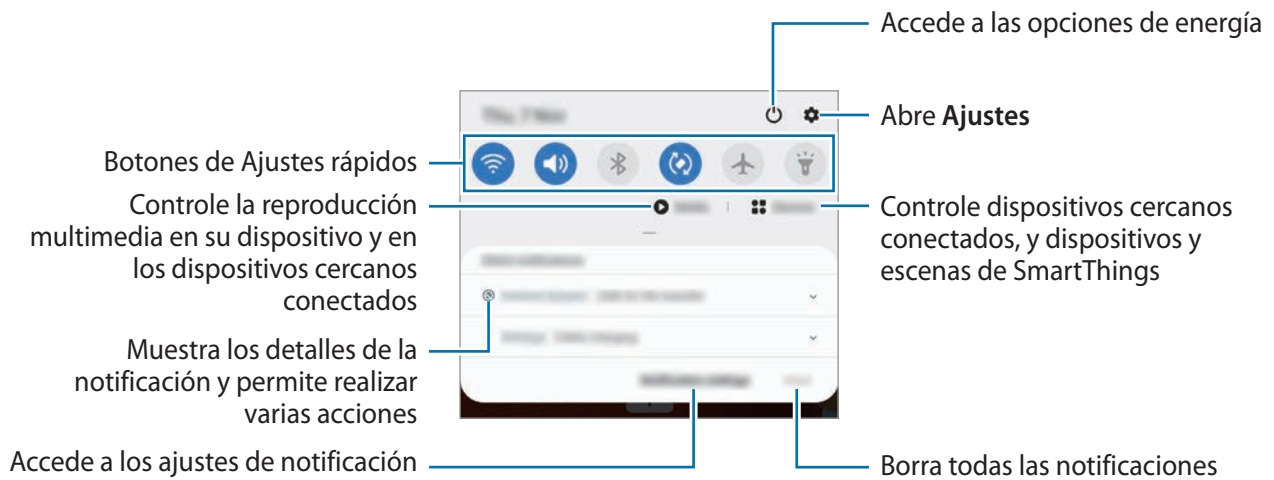 Accede a las opciones de energía
Abre Ajustes
Botones de Ajustes rápidos
Controle la reproducción
multimedia en su dispositivo y en
los dispositivos cercanos
conectados
Controle dispositivos cercanos
conectados, y dispositivos y
escenas de SmartThings
Muestra los detalles de la
notificación y permite realizar
varias acciones
Accede a los ajustes de notificación
Borra todas las notificaciones